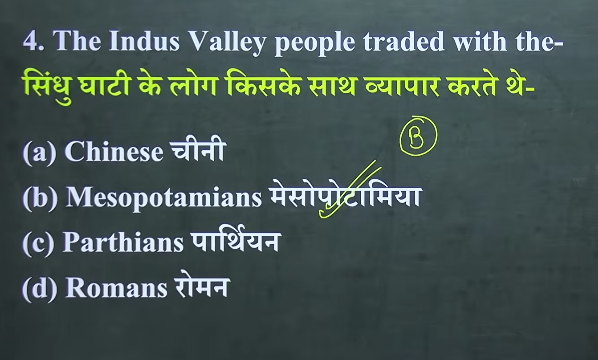 4. The Indus Valley people traded with the-
सिंधु घाटी के लोग किसके साथ व्यापार करते थे-
B
(a) Chinese चीनी
(b) Mesopotamians मेसोपोटामिया
(c) Parthians पार्थियन
(d) Romans रोमन